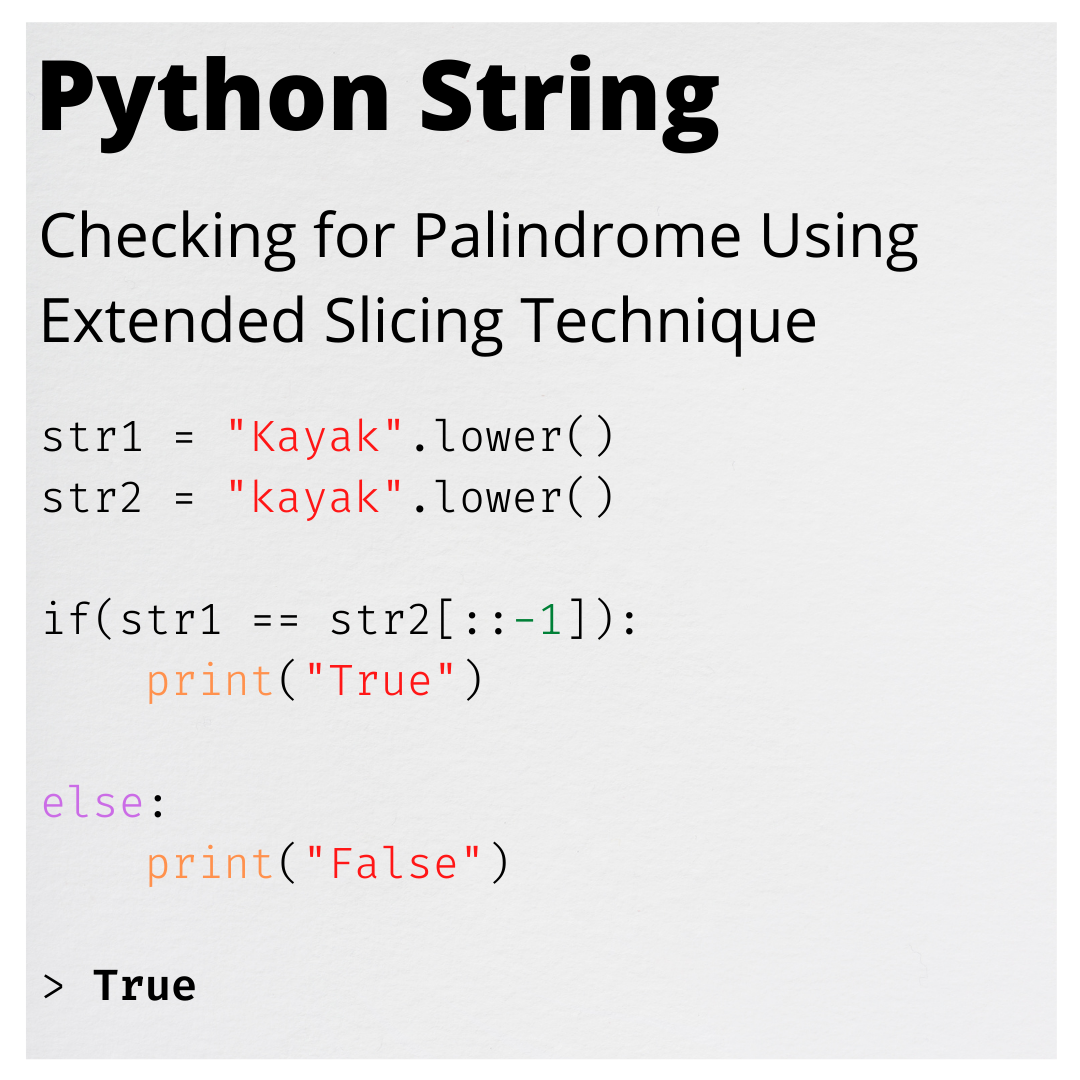 Python String
Checking for Palindrome Using
Extended Slicing Technique
str1 = "Kayak".lower()
str2 = "kayak".lower()
if(str1 == str2[::-1]):
    print("True")
else:
    print("False")
> True